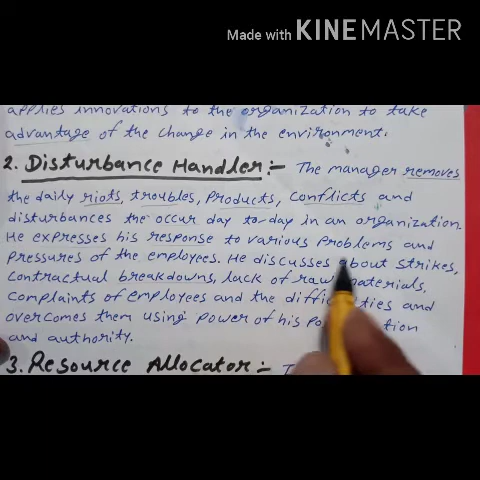 Made with KINEMASTER
applies innovations to the organization to take
advantage of the change in the environment.
2. Disturbance Handler:- The manager removes
the daily riots, troubles, products, conflicts and
disturbances the occur day to day in an organization.
He expresses his response to various problems and
pressures of the employees. He discusses about strikes,
contractual breakdowns, lack of raw materials,
complaints of employees and the difficulties and
overcomes them using power of his
and authority.
3. Resource Allocator:-